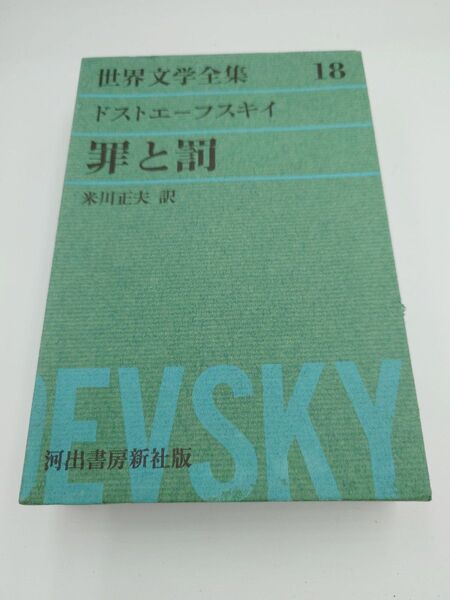 世界文学全集 18
ドストエーフスキイ
罪と罰
米川正夫 訳
OEVSKY
河出書房新社版